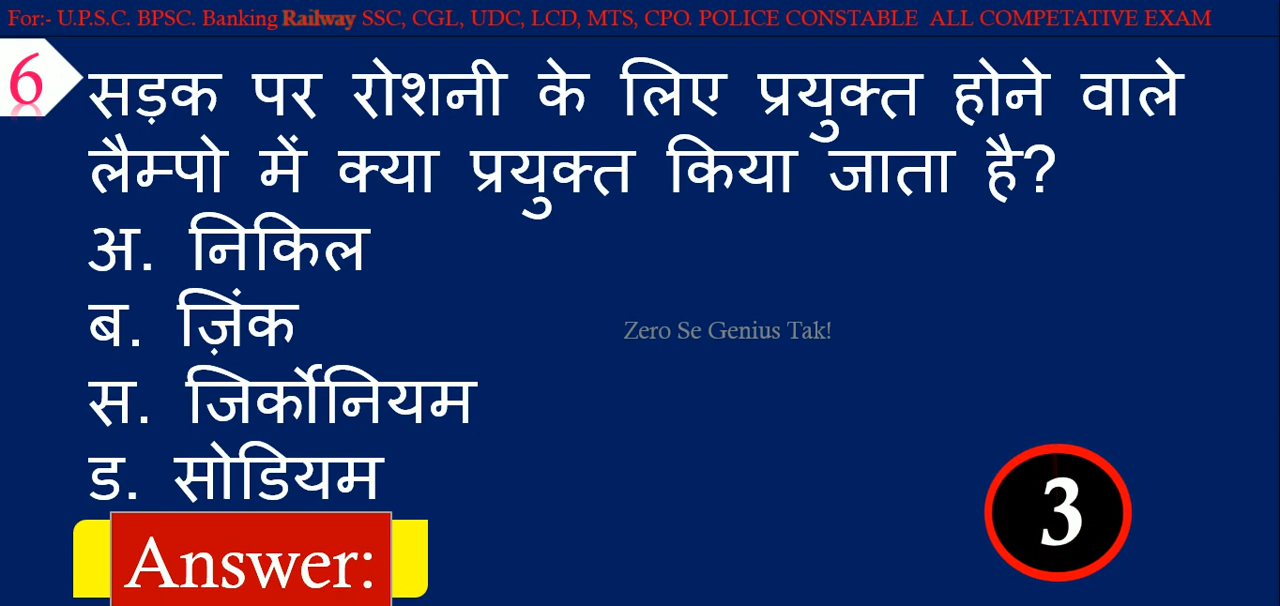 For:- U.P.S.C. BPSC. Banking Railway SSC, CGL, UDC, LCD, MTS, CPO. POLICE CONSTABLE ALL COMPETATIVE EXAM
6
सड़क पर रोशनी के लिए प्रयुक्त होने वाले
लैम्पो में क्या प्रयुक्त किया जाता है?
अ. निकिल
ब. ज़िंक
Zero Se Genius Tak!
स. जिर्कोनियम
ड. सोडियम
3
Answer: